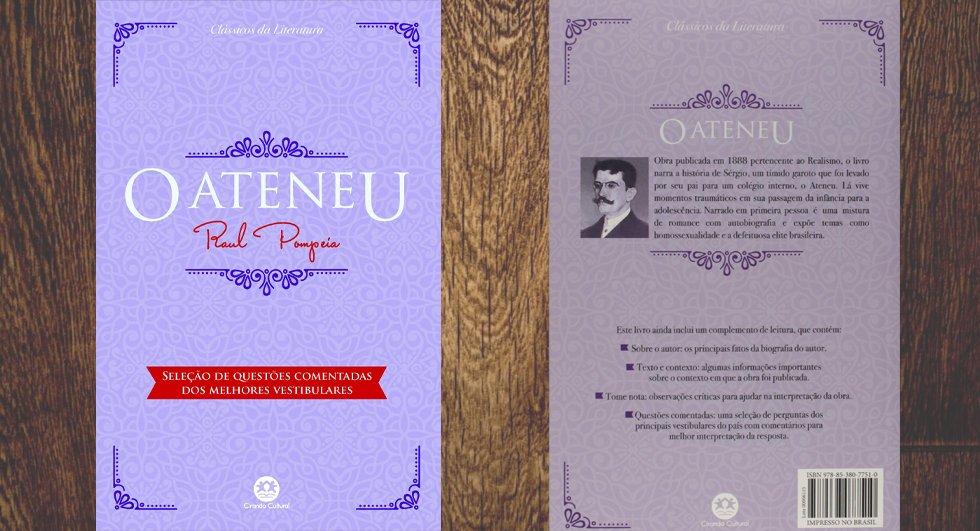 Clássicos da Literatura
O ATENEU
Raul Pompeia
SELEÇÃO DE QUESTÕES COMENTADAS
DOS MELHORES VESTIBULARES
Ciranda Cultural
Clássicos da Literatura
O ATENEU
Obra publicada em 1888 pertencente ao Realismo, o livro
narra a história de Sérgio, um tímido garoto que foi levado
por seu pai para um colégio interno, o Ateneu. Lá vive
momentos traumáticos em sua passagem da infância para a
adolescência. Narrado em primeira pessoa é uma mistura
de romance com autobiografia e expõe temas como
homossexualidade e a defeituosa elite brasileira.
Este livro ainda inclui um complemento de leitura, que contém:
Sobre o autor: os principais fatos da biografia do autor.
Texto e contexto: algumas informações importantes
sobre o contexto em que a obra foi publicada.
Tome nota: observações críticas para ajudar na interpretação da obra.
Questões comentadas: uma seleção de perguntas dos
principais vestibulares do país com comentários para
melhor interpretação da resposta.
Ciranda Cultural
ISBN 978-85-380-7751-0
IMPRESSO NO BRASIL